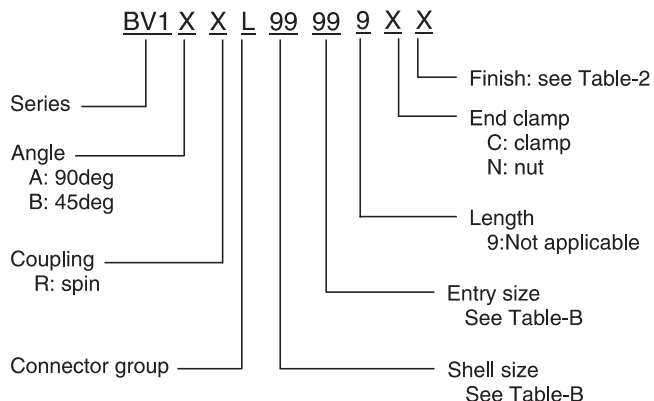 BV1 X X L 99 99 9 X X
Series
Angle
A: 90deg
B: 45deg
Coupling
R: spin
Connector group
Finish: see Table-2
End clamp
C: clamp
N: nut
Length
9:Not applicable
Entry size
See Table-B
Shell size
See Table-B